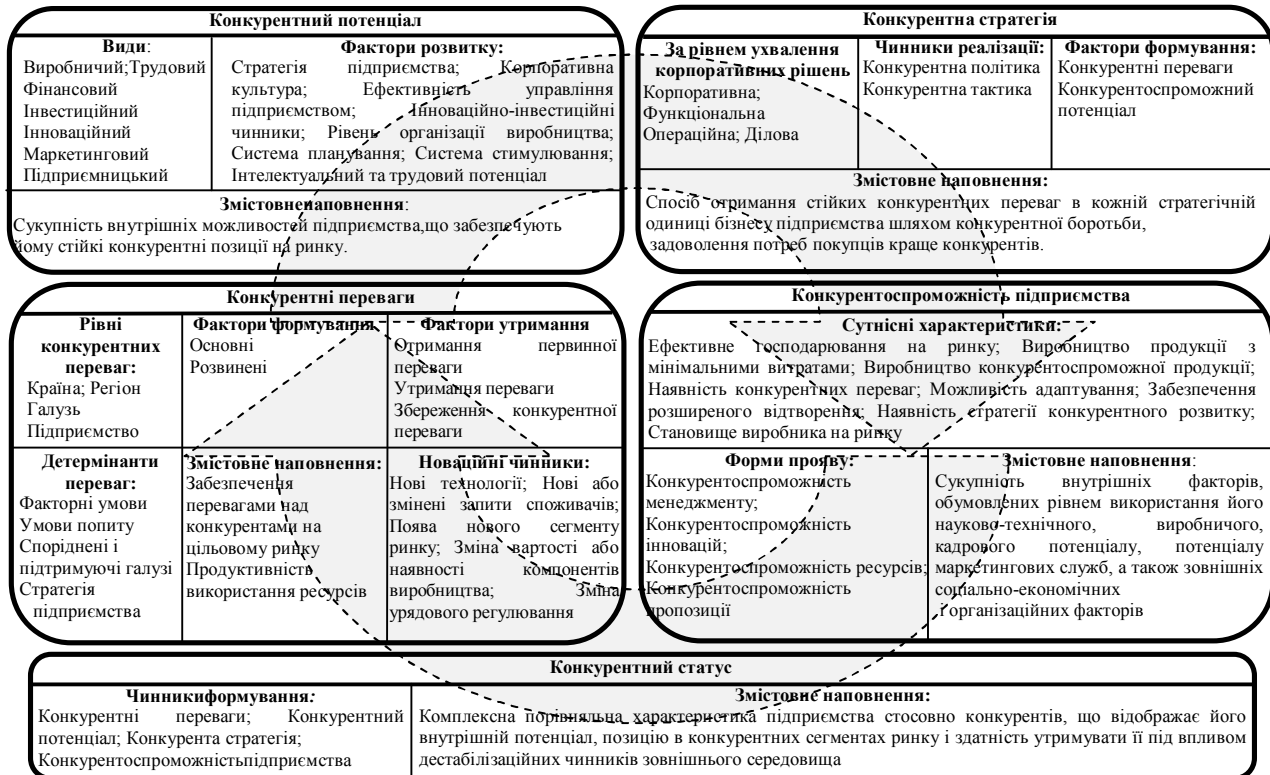 Конкурентний потенціал
Види:
Виробничий;Трудовий
Фінансовий
Інвестиційний
Інноваційний
Маркетинговий
Підприємницький
Фактори розвитку:
Стратегія підприємства; Корпоративна
культура; Ефективність управління
підприємством; Інноваційно-інвестиційні
чинники; Рівень організації виробництва;
Система планування; Система стимулювання;
Інтелектуальний та трудовий потенціал
Змістовненаповнення:
Сукупність внутрішніх можливостей підприємства,що забезпечують
йому стійкі конкурентні позиції на ринку.
Конкурентна стратегія
За рівнем ухвалення
корпоративних рішень
Корпоративна;
Функціональна
Операційна; Ділова
Чинники реалізації:
Конкурентна політика
Конкурентна тактика
Фактори формування:
Конкурентні переваги
Конкурентоспроможний
потенціал
Змістовне наповнення:
Спосіб отримання стійких конкурентних переваг в кожній стратегічній
одиниці бізнесу підприємства шляхом конкурентної боротьби,
задоволення потреб покупців краще конкурентів.
Конкурентні переваги
Рівні
конкурентних
переваг:
Країна; Регіон
Галузь
Підприємство
Фактори формування
Основні
Розвинені
Фактори утримання
Отримання первинної
переваги
Утримання переваги
Збереження конкурентної
переваги
Детермінанти
переваг:
Факторні умови
Умови попиту
Споріднені і
підтримуючі галузі
Стратегія
підприємства
Змістовне наповнення:
Забезпечення
перевагами над
конкурентами на
цільовому ринку
Продуктивність
використання ресурсів
Новаційні чинники:
Нові технології; Нові або
змінені запити споживачів;
Поява нового сегменту
ринку; Зміна вартості або
наявності компонентів
виробництва; Зміна
урядового регулювання
Конкурентоспроможність підприємства
Сутнісні характеристики:
Ефективне господарювання на ринку; Виробництво продукції з
мінімальними витратами; Виробництво конкурентоспроможної продукції;
Наявність конкурентних переваг; Можливість адаптування; Забезпечення
розширеного відтворення; Наявність стратегії конкурентного розвитку;
Становище виробника на ринку
Форми прояву:
Конкурентоспроможність
менеджменту;
Конкурентоспроможність
інновацій;
Конкурентоспроможність ресурсів;
Конкурентоспроможність
пропозиції
Змістовне наповнення:
Сукупність внутрішніх факторів,
обумовлених рівнем використання його
науково-технічного, виробничого,
кадрового потенціалу, потенціалу
маркетингових служб, а також зовнішніх
соціально-економічних
і організаційних факторів
Конкурентний статус
Чинникиформування:
Конкурентні переваги; Конкурентний
потенціал; Конкурента стратегія;
Конкурентоспроможністьпідприємства
Змістовне наповнення:
Комплексна порівняльна характеристика підприємства стосовно конкурентів, що відображає його
внутрішній потенціал, позицію в конкурентних сегментах ринку і здатність утримувати її під впливом
дестабілізаційних чинників зовнішнього середовища